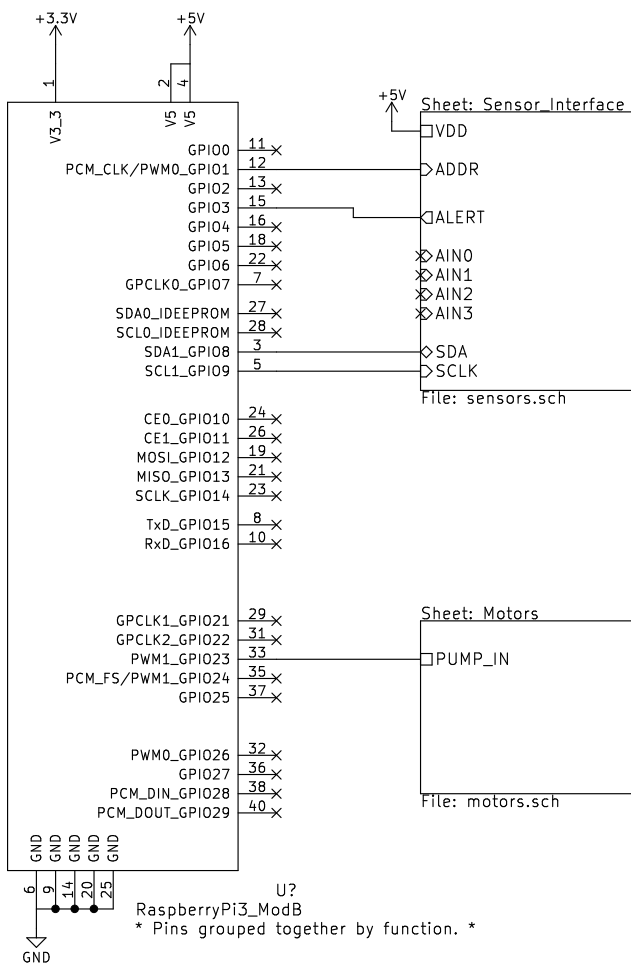 +3.3V
+5V
1
2
4
V3_3
V5
V5
GPIO0 11
PCM_CLK/PWM0_GPIO1 12
GPIO2 13
GPIO3 15
GPIO4 16
GPIO5 18
GPIO6 22
GPCLK0_GPIO7 7
SDA0_IDEEPROM 27
SCL0_IDEEPROM 28
SDA1_GPIO8 3
SCL1_GPIO9 5
CE0_GPIO10 24
CE1_GPIO11 26
MOSI_GPIO12 19
MISO_GPIO13 21
SCLK_GPIO14 23
TxD_GPIO15 8
RxD_GPIO16 10
GPCLK1_GPIO21 29
GPCLK2_GPIO22 31
PWM1_GPIO23 33
PCM_FS/PWM1_GPIO24 35
GPIO25 37
PWM0_GPIO26 32
GPIO27 36
PCM_DIN_GPIO28 38
PCM_DOUT_GPIO29 40
GND
GND
GND
GND
GND
6
9
14
20
25
GND
U?
RaspberryPi3_ModB
* Pins grouped together by function. *
+5V
Sheet: Sensor_Interface
VDD
ADDR
ALERT
AIN0
AIN1
AIN2
AIN3
SDA
SCLK
File: sensors.sch
Sheet: Motors
PUMP_IN
File: motors.sch